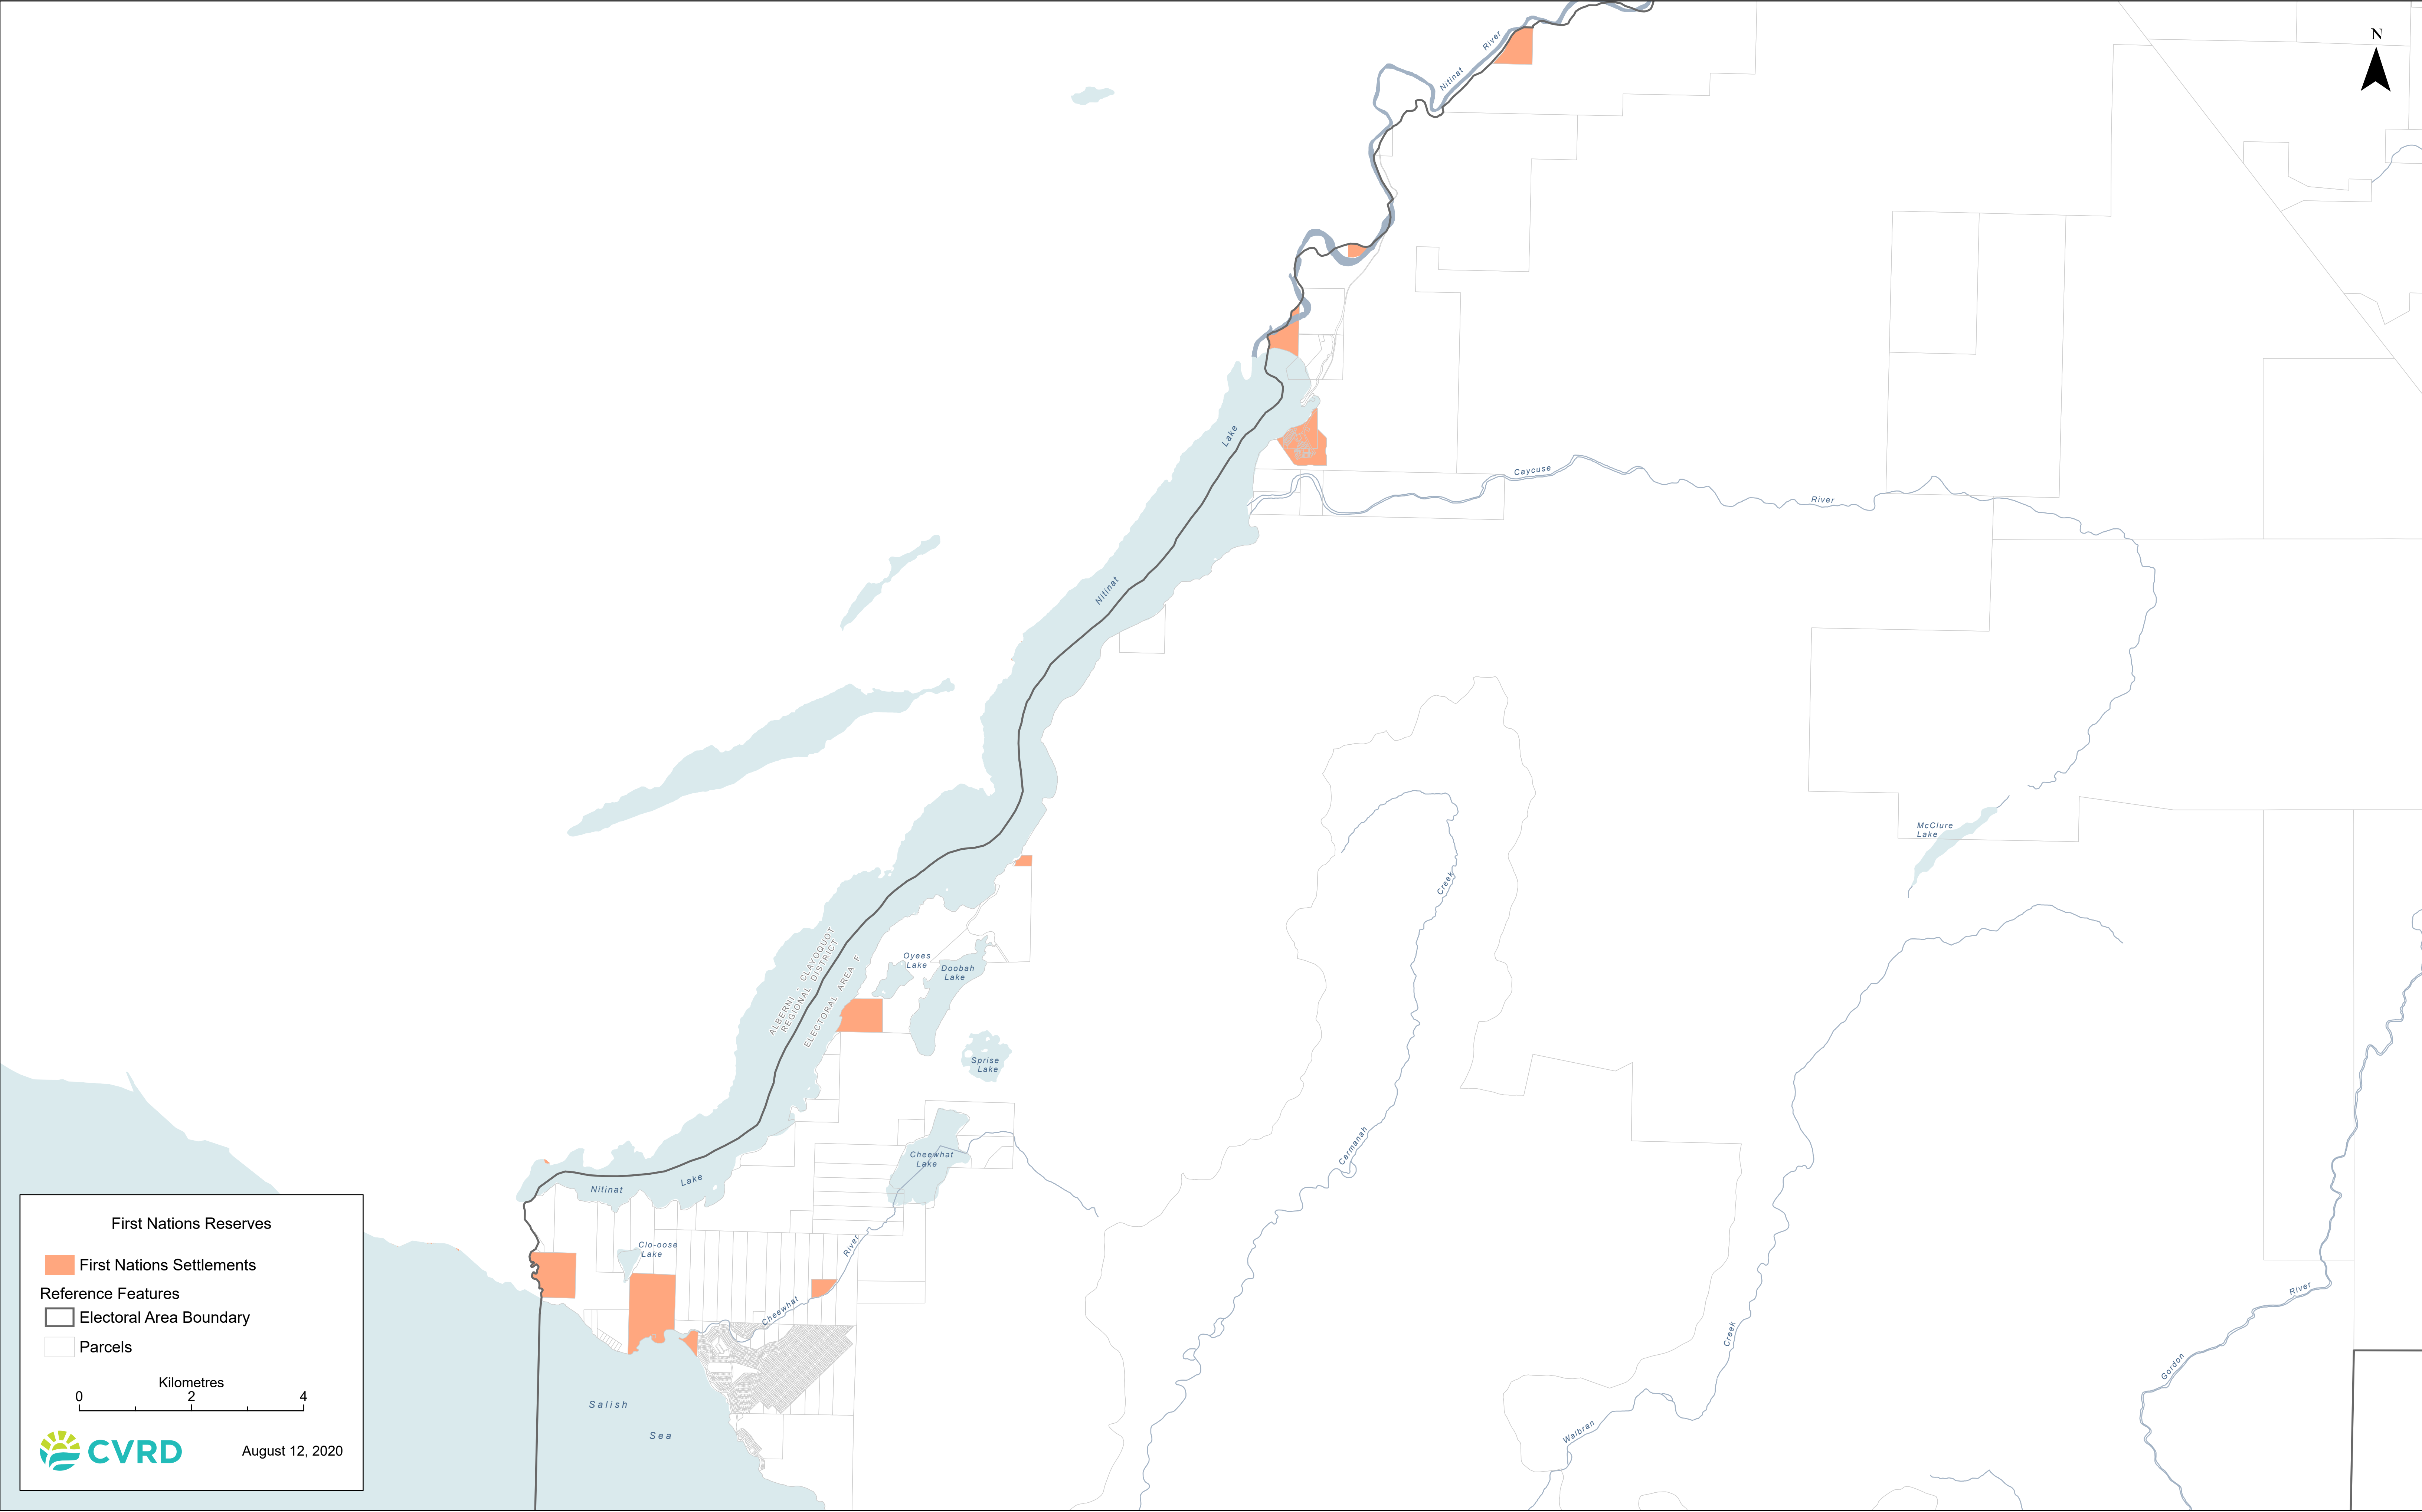 N
River
Nitinat
Lake
Caycuse
River
Nitinat
McClure
Lake
Creek
ALBERNI - CLAYOQUOT
REGIONAL DISTRICT
ELECTORAL AREA F
Oyees
Lake
Doobah
Lake
Sprise
Lake
Carmanah
Cheewhat
Lake
Nitinat
Lake
Clo-oose
Lake
River
Cheewhat
River
Creek
Gordon
Walbran
Salish
Sea
First Nations Reserves
First Nations Settlements
Reference Features
Electoral Area Boundary
Parcels
Kilometres
0 2 4
CVRD
August 12, 2020